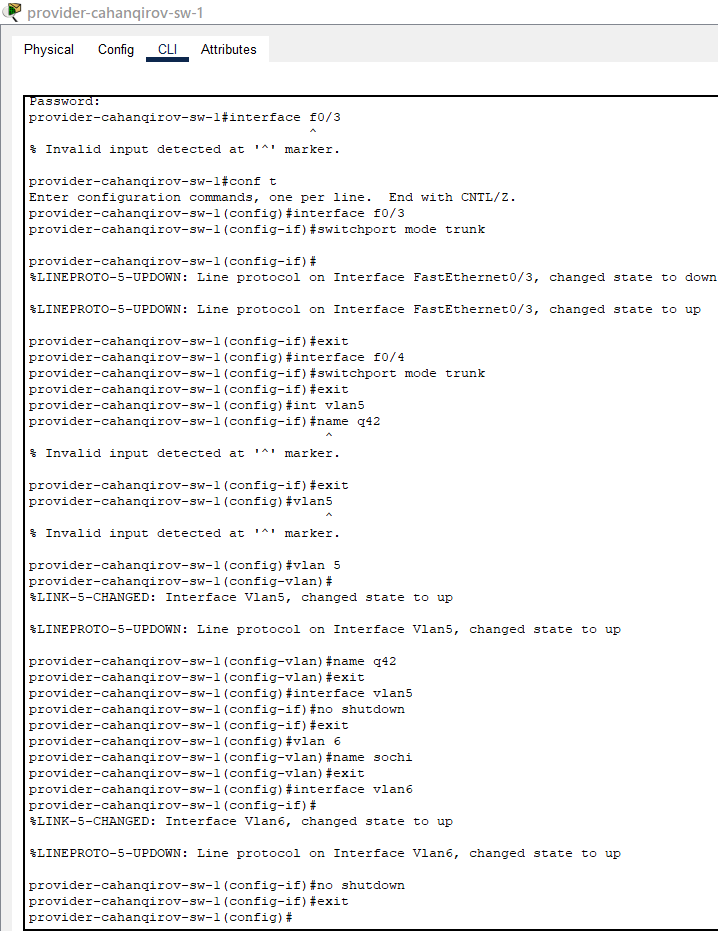 provider-cahanqirov-sw-1
Physical Config CLI Attributes
Password:
provider-cahanqirov-sw-1#interface f0/3
^
% Invalid input detected at '^' marker.
provider-cahanqirov-sw-1#conf t
Enter configuration commands, one per line. End with CNTL/Z.
provider-cahanqirov-sw-1(config)#interface f0/3
provider-cahanqirov-sw-1(config-if)#switchport mode trunk
provider-cahanqirov-sw-1(config-if)#
%LINEPROTO-5-UPDOWN: Line protocol on Interface FastEthernet0/3, changed state to down
%LINEPROTO-5-UPDOWN: Line protocol on Interface FastEthernet0/3, changed state to up
provider-cahanqirov-sw-1(config-if)#exit
provider-cahanqirov-sw-1(config)#interface f0/4
provider-cahanqirov-sw-1(config-if)#switchport mode trunk
provider-cahanqirov-sw-1(config-if)#exit
provider-cahanqirov-sw-1(config)#int vlan5
provider-cahanqirov-sw-1(config-if)#name q42
^
% Invalid input detected at '^' marker.
provider-cahanqirov-sw-1(config-if)#exit
provider-cahanqirov-sw-1(config)#vlan5
^
% Invalid input detected at '^' marker.
provider-cahanqirov-sw-1(config)#vlan 5
provider-cahanqirov-sw-1(config-vlan)#
%LINK-5-CHANGED: Interface Vlan5, changed state to up
%LINEPROTO-5-UPDOWN: Line protocol on Interface Vlan5, changed state to up
provider-cahanqirov-sw-1(config-vlan)#name q42
provider-cahanqirov-sw-1(config-vlan)#exit
provider-cahanqirov-sw-1(config)#interface vlan5
provider-cahanqirov-sw-1(config-if)#no shutdown
provider-cahanqirov-sw-1(config-if)#exit
provider-cahanqirov-sw-1(config)#vlan 6
provider-cahanqirov-sw-1(config-vlan)#name sochi
provider-cahanqirov-sw-1(config-vlan)#exit
provider-cahanqirov-sw-1(config)#interface vlan6
provider-cahanqirov-sw-1(config-if)#
%LINK-5-CHANGED: Interface Vlan6, changed state to up
%LINEPROTO-5-UPDOWN: Line protocol on Interface Vlan6, changed state to up
provider-cahanqirov-sw-1(config-if)#no shutdown
provider-cahanqirov-sw-1(config-if)#exit
provider-cahanqirov-sw-1(config)#